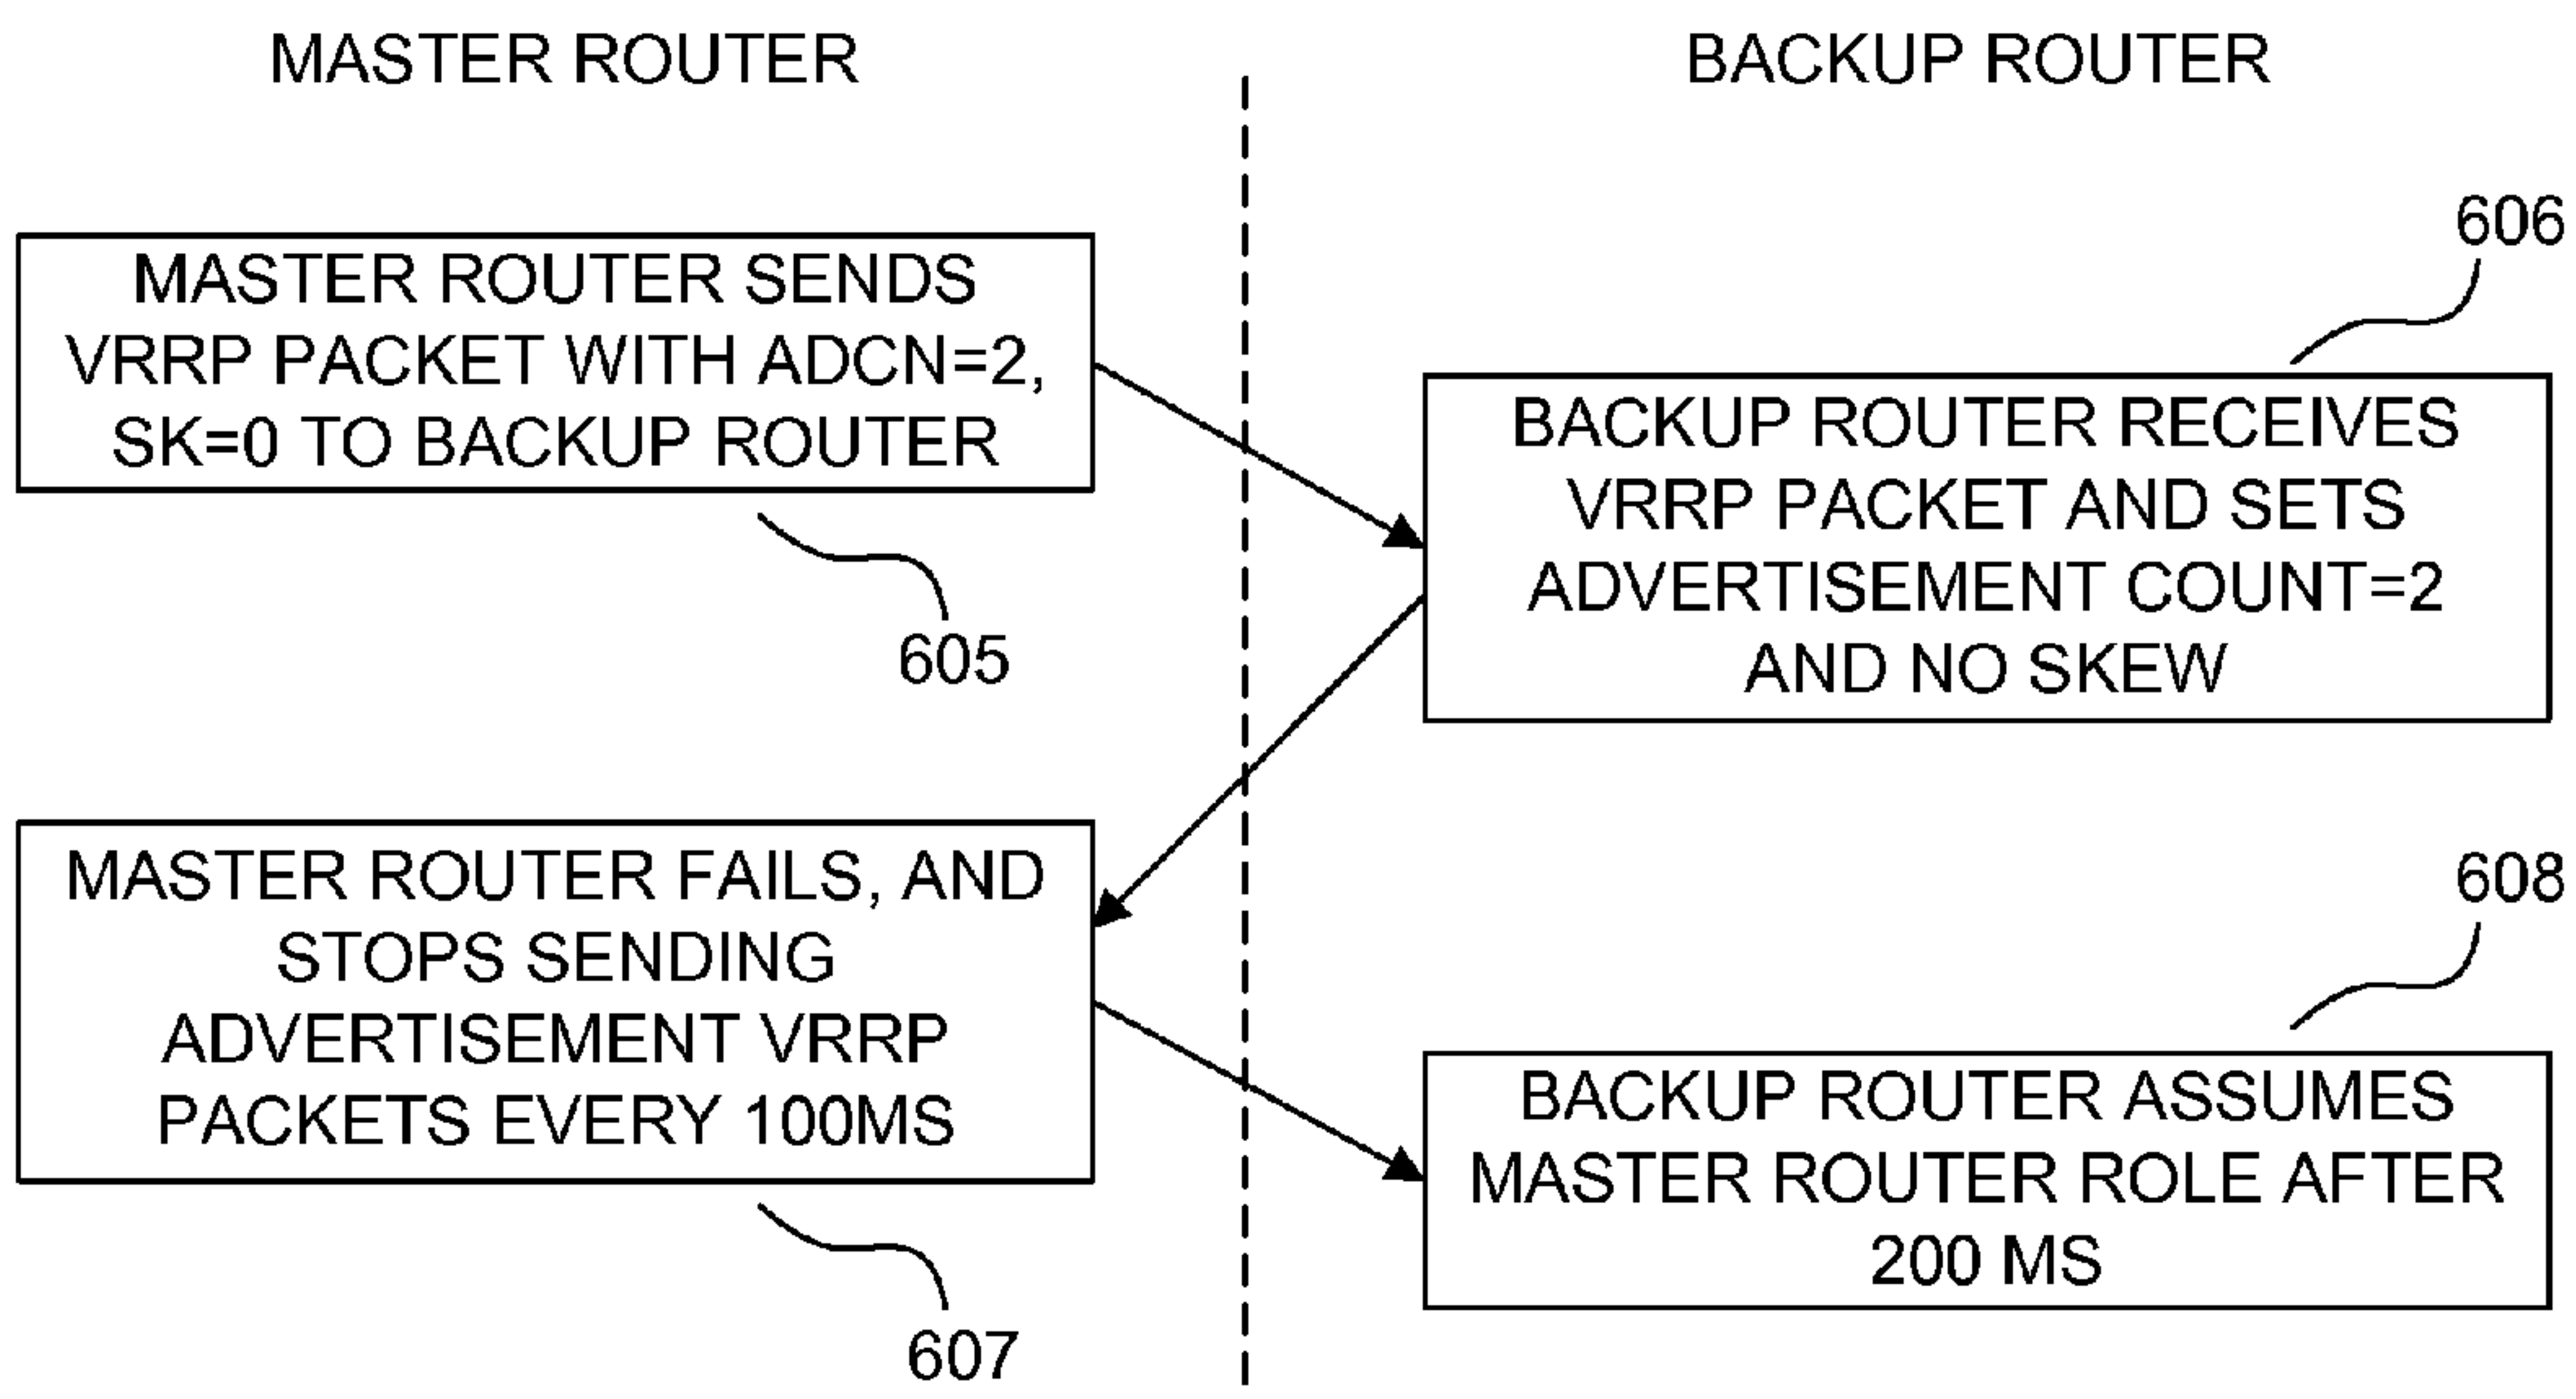 MASTER ROUTER
BACKUP ROUTER
MASTER ROUTER SENDS
VRRP PACKET WITH ADCN=2,
SK=0 TO BACKUP ROUTER
605
606
BACKUP ROUTER RECEIVES
VRRP PACKET AND SETS
ADVERTISEMENT COUNT=2
AND NO SKEW
MASTER ROUTER FAILS, AND
STOPS SENDING
ADVERTISEMENT VRRP
PACKETS EVERY 100MS
607
608
BACKUP ROUTER ASSUMES
MASTER ROUTER ROLE AFTER
200 MS